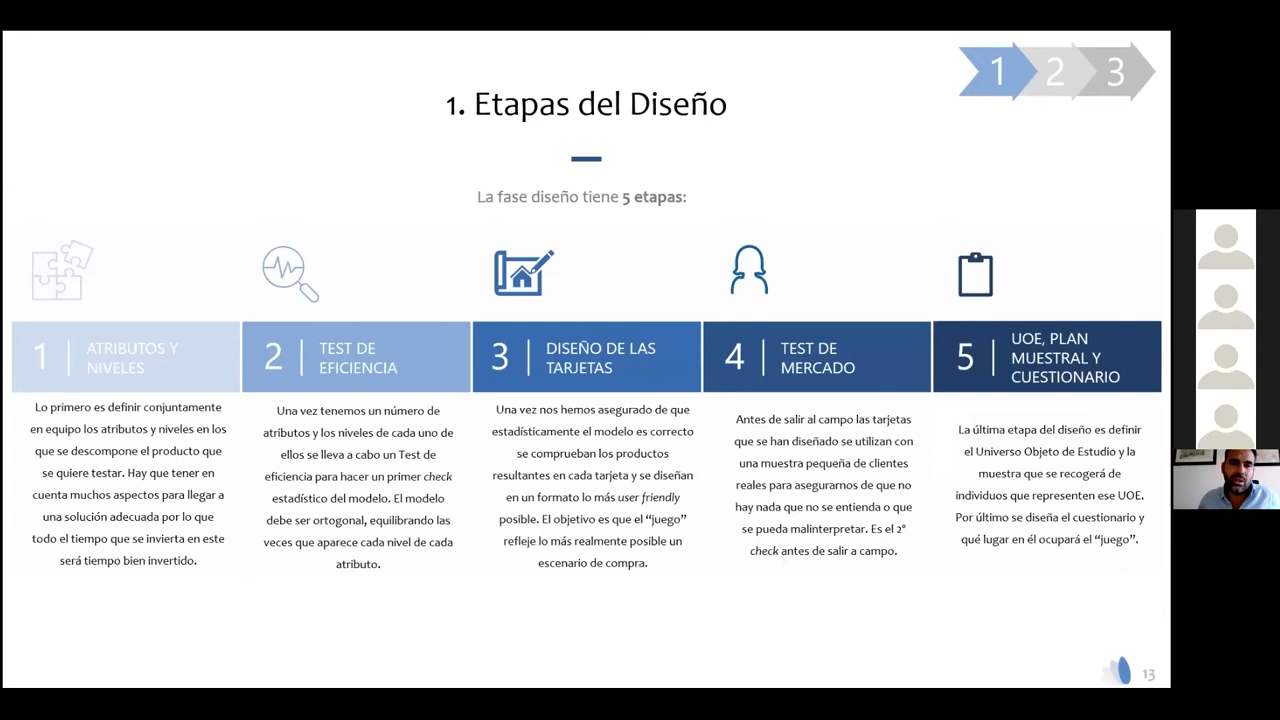 1 2 3
1. Etapas del Diseño
La fase diseño tiene 5 etapas:
1 ATRIBUTOS Y
NIVELES
Lo primero es definir conjuntamente
en equipo los atributos y niveles en los
que se descompone el producto que
se quiere testar. Hay que tener en
cuenta muchos aspectos para llegar a
una solución adecuada por lo que
todo el tiempo que se invierta en este
será tiempo bien invertido.
2 TEST DE
EFICIENCIA
Una vez tenemos un número de
atributos y los niveles de cada uno de
ellos se lleva a cabo un Test de
eficiencia para hacer un primer check
estadístico del modelo. El modelo
debe ser ortogonal, equilibrando las
veces que aparece cada nivel de cada
atributo.
3 DISEÑO DE LAS
TARJETAS
Una vez nos hemos asegurado de que
estadísticamente el modelo es correcto
se comprueban los productos
resultantes en cada tarjeta y se diseñan
en un formato lo más user friendly
posible. El objetivo es que el “juego”
refleje lo más realmente posible un
escenario de compra.
4 TEST DE
MERCADO
Antes de salir al campo las tarjetas
que se han diseñado se utilizan con
una muestra pequeña de clientes
reales para asegurarnos de que no
hay nada que no se entienda o que
se pueda malinterpretar. Es el 2°
check antes de salir a campo.
5 UOE, PLAN
MUESTRAL Y
CUESTIONARIO
La última etapa del diseño es definir
el Universo Objeto de Estudio y la
muestra que se recogerá de
individuos que representen ese UOE.
Por último se diseña el cuestionario y
qué lugar en él ocupará el “juego”.
13